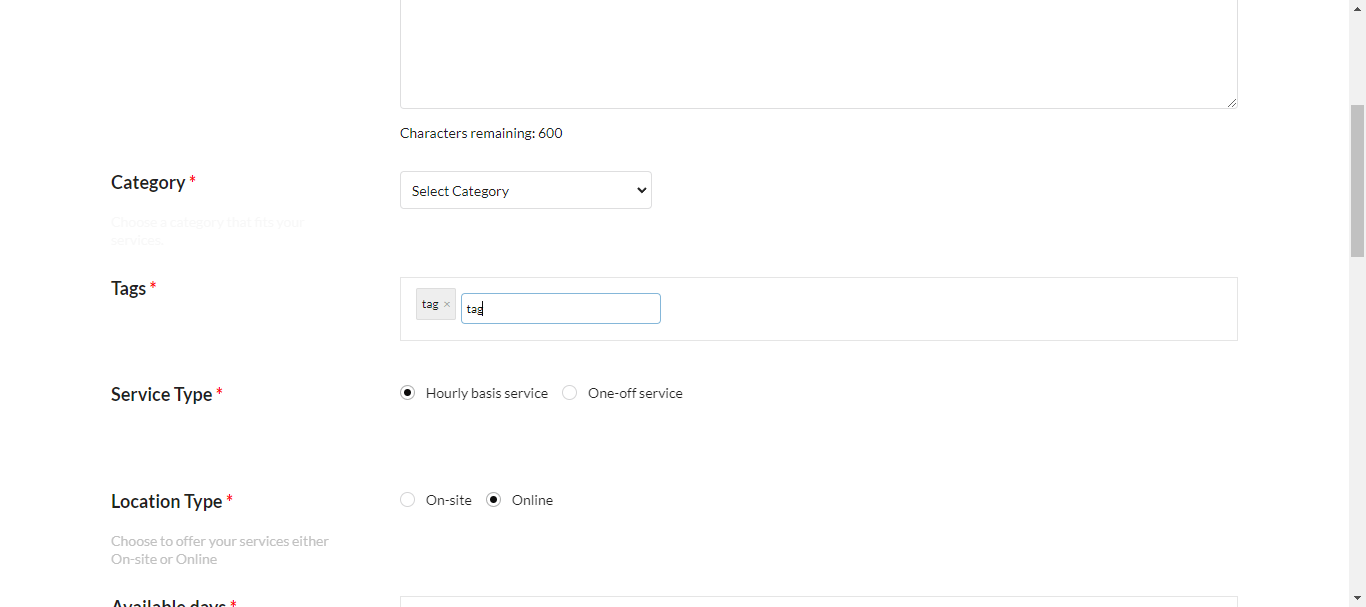 Characters remaining: 600
Category *
Select Category
Choose a category that fits your
services.
Tags *
tag ×
tag
Service Type *
Hourly basis service
One-off service
Location Type *
On-site
Online
Choose to offer your services either
On-site or Online
Available days *